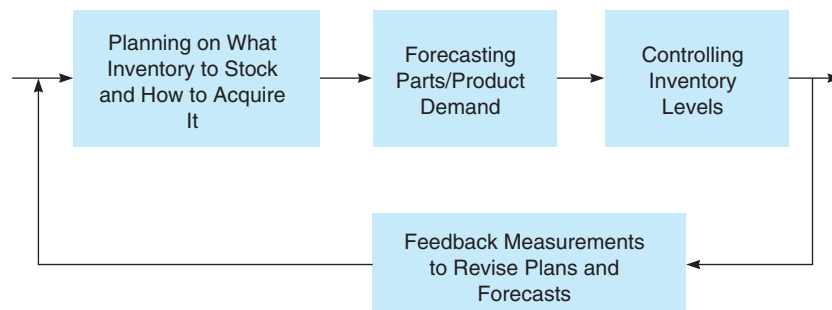 Planning on What
Inventory to Stock
and How to Acquire
It
Forecasting
Parts/Product
Demand
Controlling
Inventory
Levels
Feedback Measurements
to Revise Plans and
Forecasts